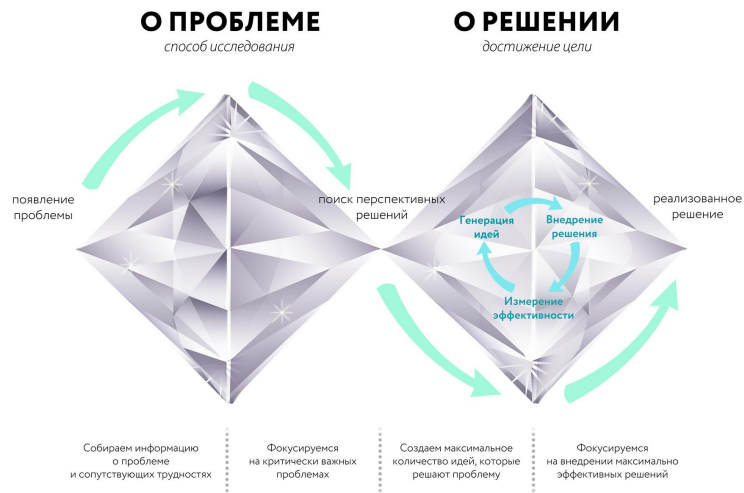 О ПРОБЛЕМЕ
способ исследования
О РЕШЕНИИ
достижение цели
появление
проблемы
поиск перспективных
решений
реализованное
решение
Генерация
идей
Внедрение
решения
Измерение
эффективности
Собираем информацию
о проблеме
и сопутствующих трудностях
Фокусируемся
на критически важных
проблемах
Создаем максимальное
количество идей, которые
решают проблему
Фокусируемся
на внедрении максимально
эффективных решений